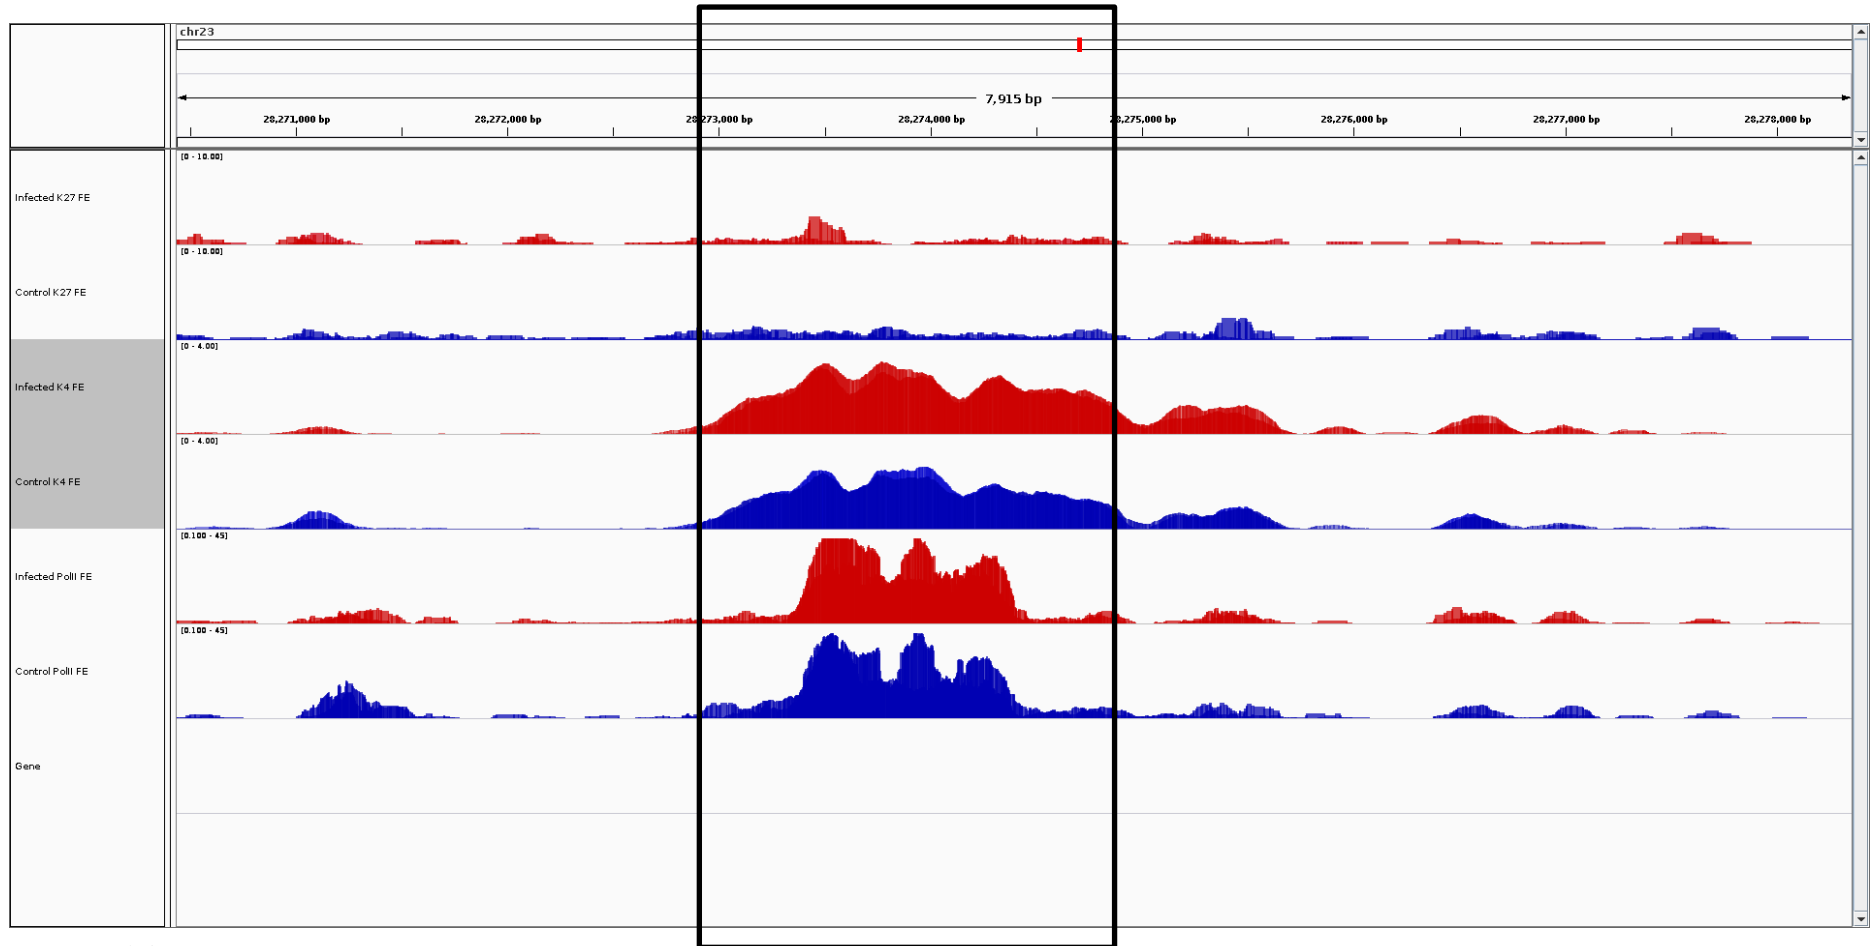 chr23
7,915 bp
28,271,000 bp 28,272,000 bp 28,273,000 bp 28,274,000 bp 28,275,000 bp 28,276,000 bp 28,277,000 bp 28,278,000 bp
[0 - 10.00]
Infected K27 FE
[0 - 10.00]
Control K27 FE
[0 - 4.00]
Infected K4 FE
[0 - 4.00]
Control K4 FE
[0.100 - 45]
Infected PolII FE
[0.100 - 45]
Control PolII FE
Gene